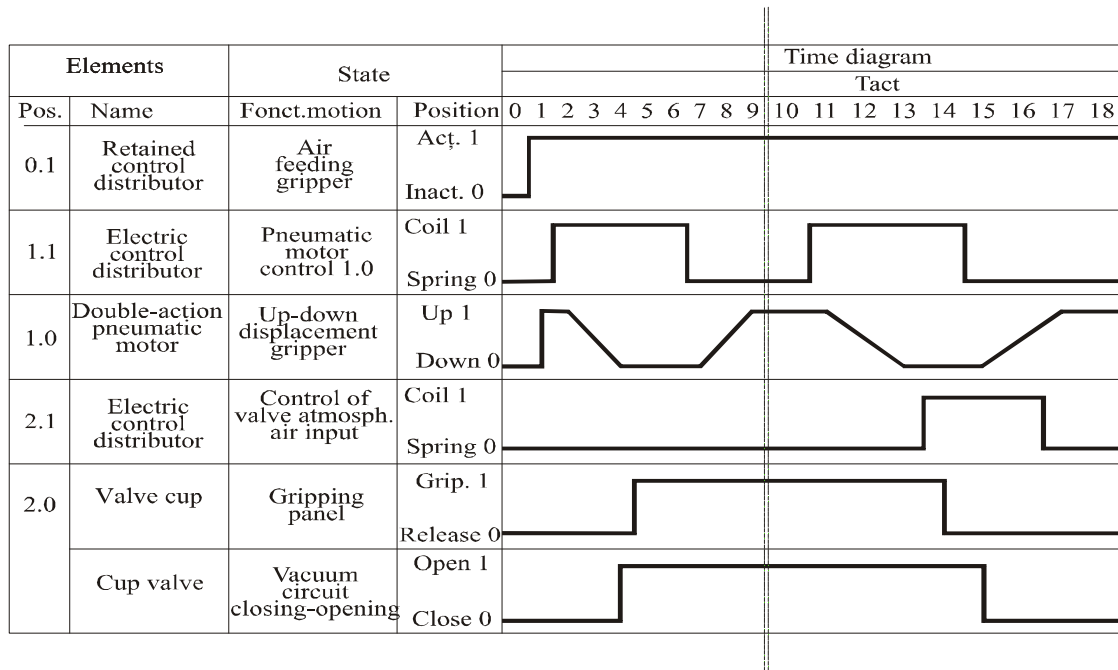 Elements
State
Time diagram
Tact
Pos.
Name
Fonct.motion
Position
0 1 2 3 4 5 6 7 8 9 10 11 12 13 14 15 16 17 18
0.1
Retained
control
distributor
Air
feeding
gripper
Acţ. 1
Inact. 0
1.1
Electric
control
distributor
Pneumatic
motor
control 1.0
Coil 1
Spring 0
1.0
Double-action
pneumatic
motor
Up-down
displacement
gripper
Up 1
Down 0
2.1
Electric
control
distributor
Control of
valve atmosph.
air input
Coil 1
Spring 0
2.0
Valve cup
Gripping
panel
Grip. 1
Release 0
Cup valve
Vacuum
circuit
closing-opening
Open 1
Close 0